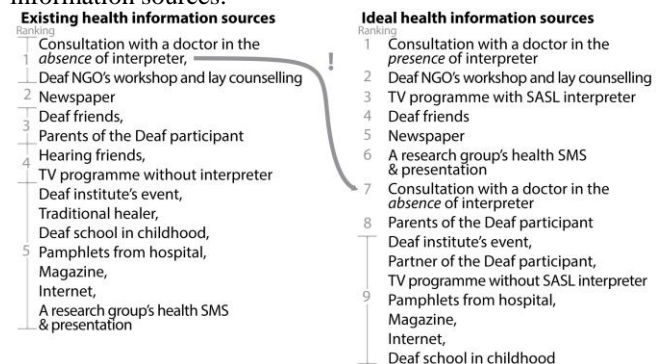 information sources.
Existing health information sources
Ranking
1
Consultation with a doctor in the
absence of interpreter,
Deaf NGO's workshop and lay counselling
2
Newspaper
3
Deaf friends,
Parents of the Deaf participant
4
Hearing friends,
TV programme without interpreter
5
Deaf institute's event,
Traditional healer,
Deaf school in childhood,
Pamphlets from hospital,
Magazine,
Internet,
A research group's health SMS
& presentation
!
Ideal health information sources
Ranking
1 Consultation with a doctor in the
presence of interpreter
2 Deaf NGO's workshop and lay counselling
3 TV programme with SASL interpreter
4 Deaf friends
5 Newspaper
6 A research group's health SMS
& presentation
7 Consultation with a doctor in the
absence of interpreter
8 Parents of the Deaf participant
9
Deaf institute's event,
Partner of the Deaf participant,
TV programme without SASL interpreter
Pamphlets from hospital,
Magazine,
Internet,
Deaf school in childhood